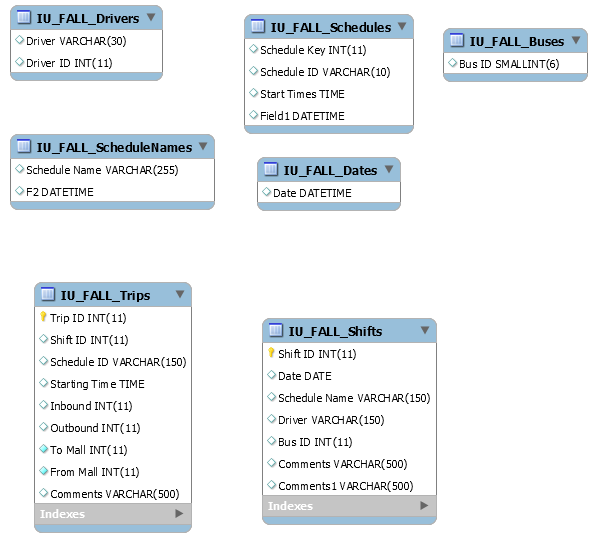 IU_FALL_Drivers
Driver VARCHAR(30)
Driver ID INT(11)
IU_FALL_Schedules
Schedule Key INT(11)
Schedule ID VARCHAR(10)
Start Times TIME
Field1 DATETIME
IU_FALL_Buses
Bus ID SMALLINT(6)
IU_FALL_ScheduleNames
Schedule Name VARCHAR(255)
F2 DATETIME
IU_FALL_Dates
Date DATETIME
IU_FALL_Trips
Trip ID INT(11)
Shift ID INT(11)
Schedule ID VARCHAR(150)
Starting Time TIME
Inbound INT(11)
Outbound INT(11)
To Mall INT(11)
From Mall INT(11)
Comments VARCHAR(500)
Indexes
IU_FALL_Shifts
Shift ID INT(11)
Date DATE
Schedule Name VARCHAR(150)
Driver VARCHAR(150)
Bus ID INT(11)
Comments VARCHAR(500)
Comments1 VARCHAR(500)
Indexes